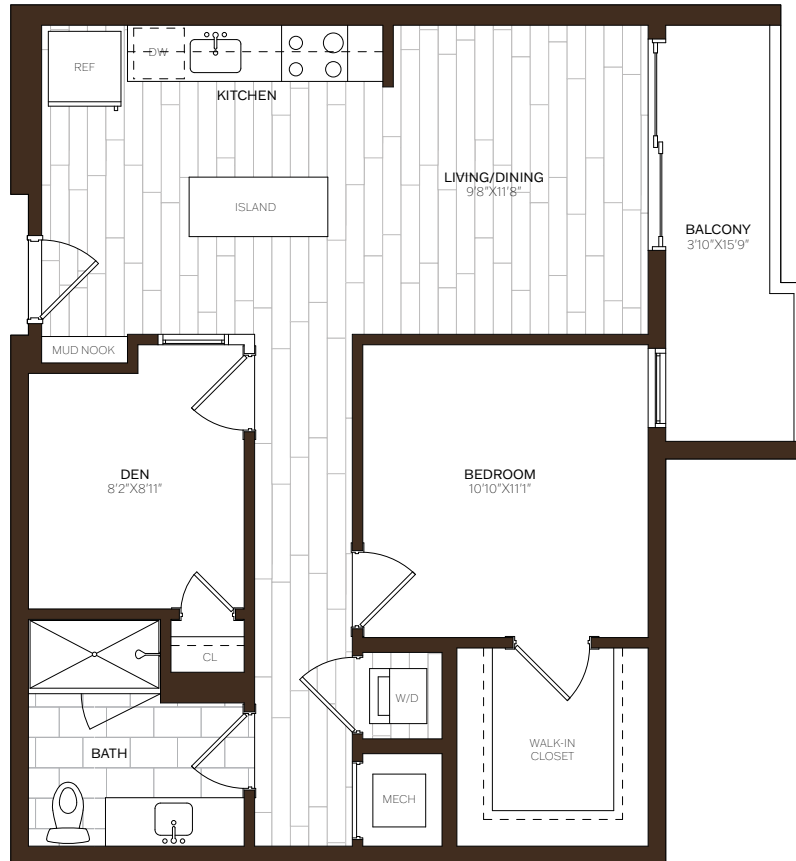 REF
DW
KITCHEN
ISLAND
LIVING/DINING
9'8"X11'8"
BALCONY
3'10"X15'9"
MUD NOOK
DEN
8'2"X8'11"
BEDROOM
10'10"X11'1"
CL
W/D
BATH
WALK-IN
CLOSET
MECH